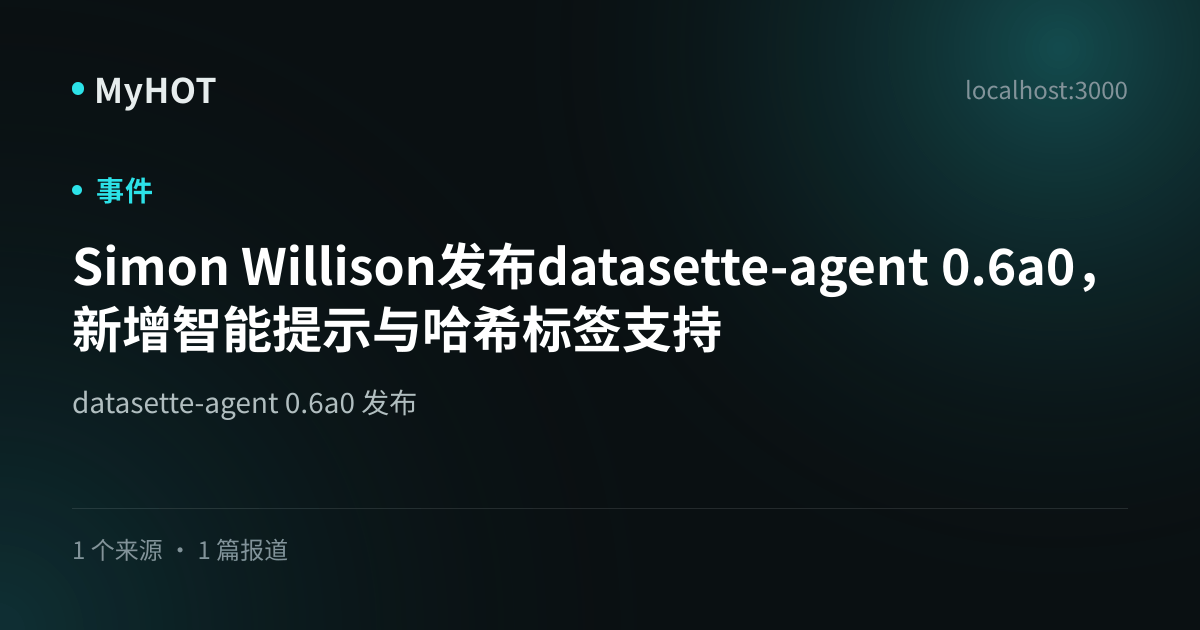 MyHOT
localhost:3000
事件
Simon Willison发布datasette-agent 0.6a0，
新增智能提示与哈希标签支持
datasette-agent 0.6a0 发布
1 个来源 · 1 篇报道